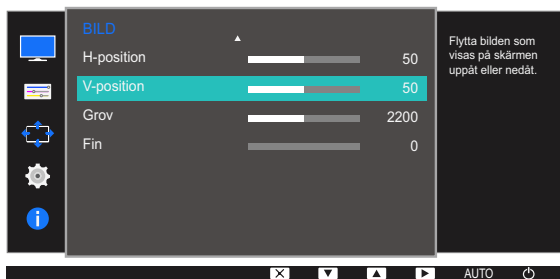 BILD
H-position 50
V-position 50
Grov 2200
Fin 0
Flytta bilden som
visas på skärmen
uppåt eller nedåt.
AUTO